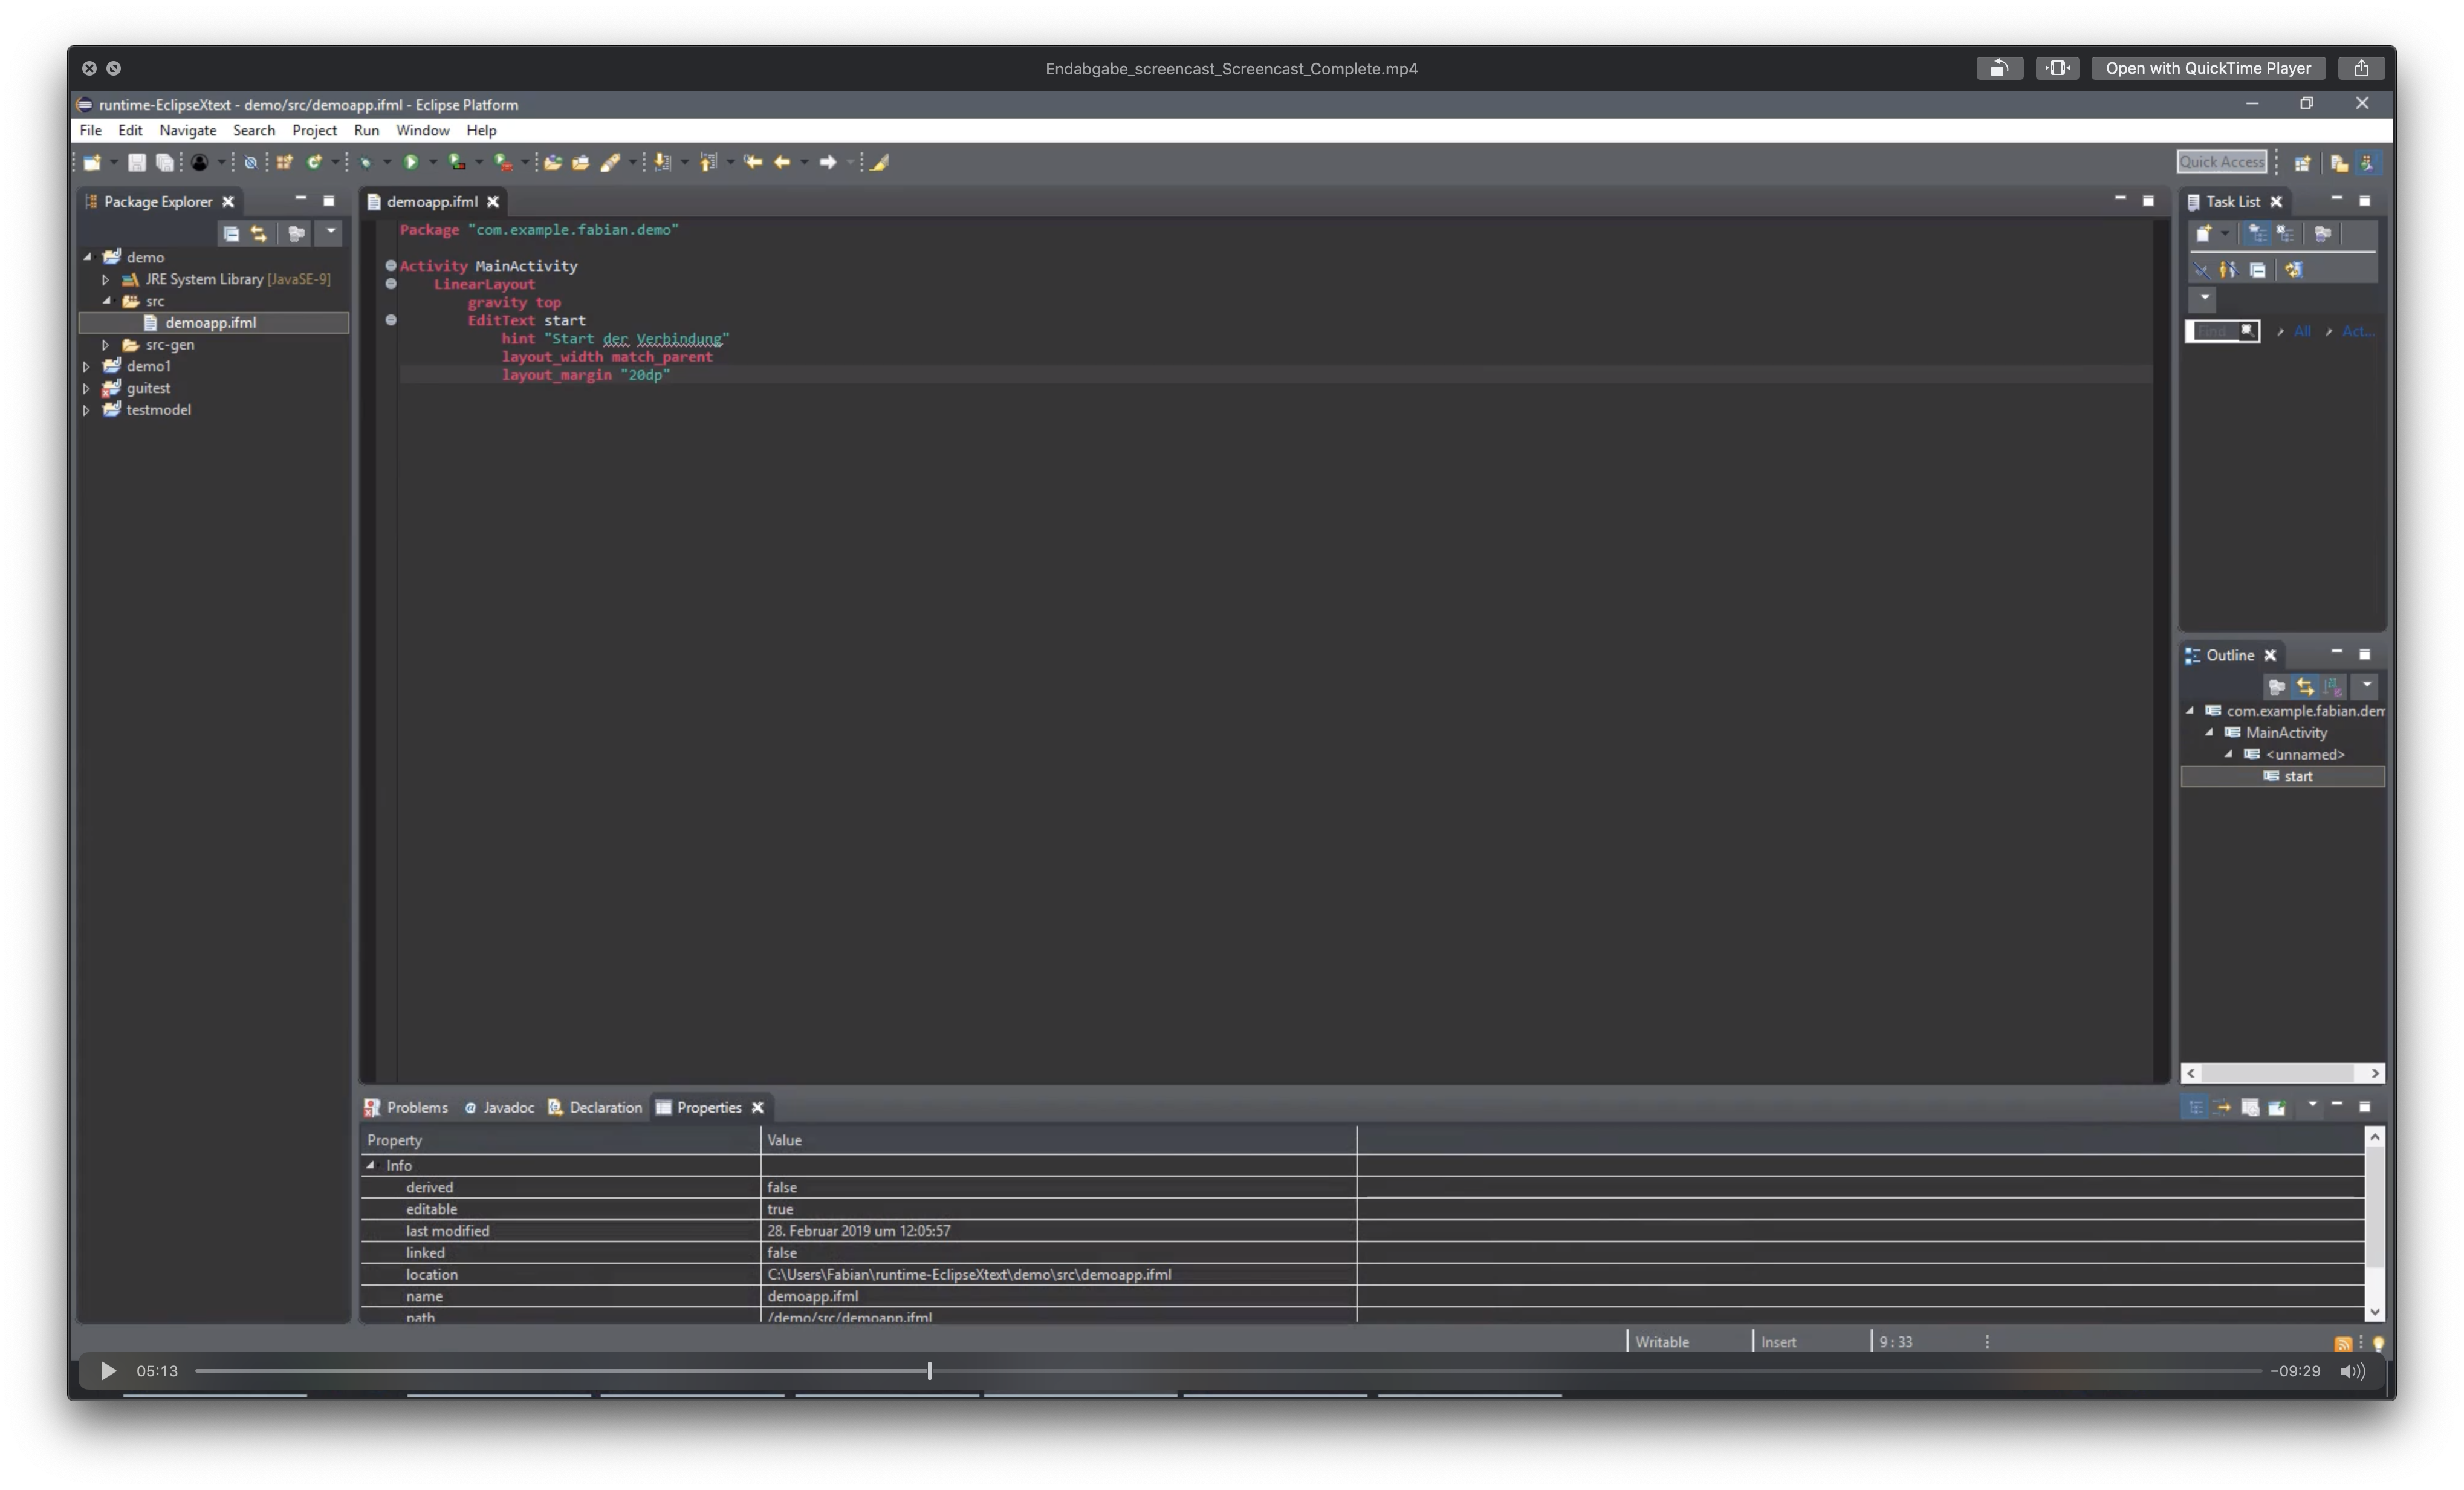 Endabgabe_screencast_Screencast_Complete.mp4
Open with QuickTime Player
runtime-EclipseXtext - demo/src/demoapp.ifml - Eclipse Platform
File Edit Navigate Search Project Run Window Help
Quick Access
Package Explorer
demo
JRE System Library [JavaSE-9]
src
demoapp.ifml
src-gen
demo1
guitest
testmodel
demoapp.ifml
Package "com.example.fabian.demo"
Activity MainActivity
LinearLayout
gravity top
EditText start
hint "Start der Verbindung"
layout_width match_parent
layout_margin "20dp"
Task List
Find All Act...
Outline
com.example.fabian.dem
MainActivity
<unnamed>
start
Problems Javadoc Declaration Properties
Property Value
Info
derived false
editable true
last modified 28. Februar 2019 um 12:05:57
linked false
location C:\Users\Fabian\runtime-EclipseXtext\demo\src\demoapp.ifml
name demoapp.ifml
path /demo/src/demoapp.ifml
Writable Insert 9 : 33
05:13 -09:29